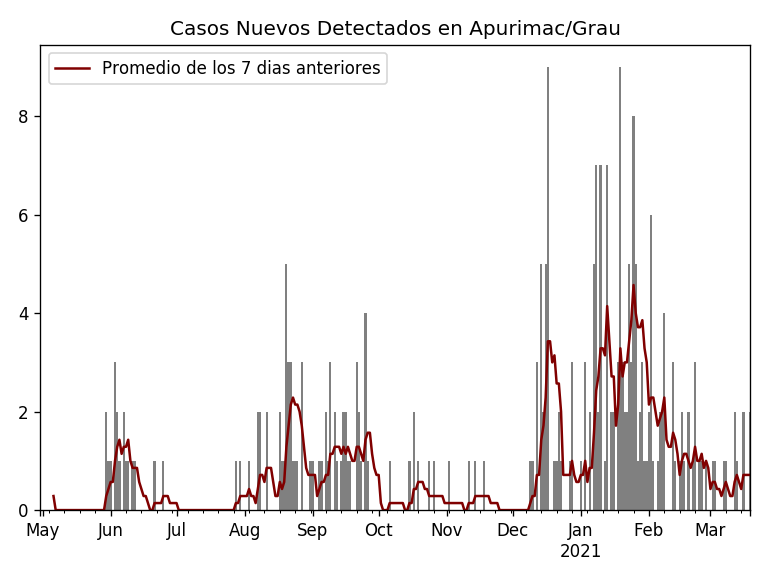 Casos Nuevos Detectados en Apurimac/Grau
Promedio de los 7 dias anteriores
8
6
4
2
0
May Jun Jul Aug Sep Oct Nov Dec Jan Feb Mar
2021